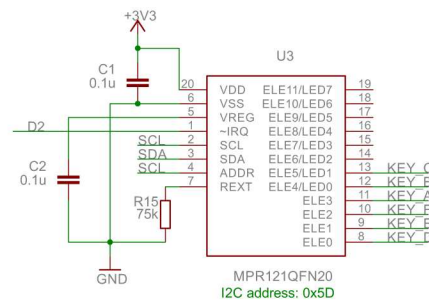 +3V3
U3
C1
0.1u
20 VDD ELE11/LED7 19
6 VSS ELE10/LED6 18
5 VREG ELE9/LED5 17
D2 1 ~IRQ ELE8/LED4 16
SCL 2 SCL ELE7/LED3 15
SDA 3 SDA ELE6/LED2 14
SCL 4 ADDR ELE5/LED1 13
7 REXT ELE4/LED0 12
ELE3 11
ELE2 10
ELE1 9
ELE0 8
C2
0.1u
R15
75k
GND
MPR121QFN20
I2C address: 0x5D